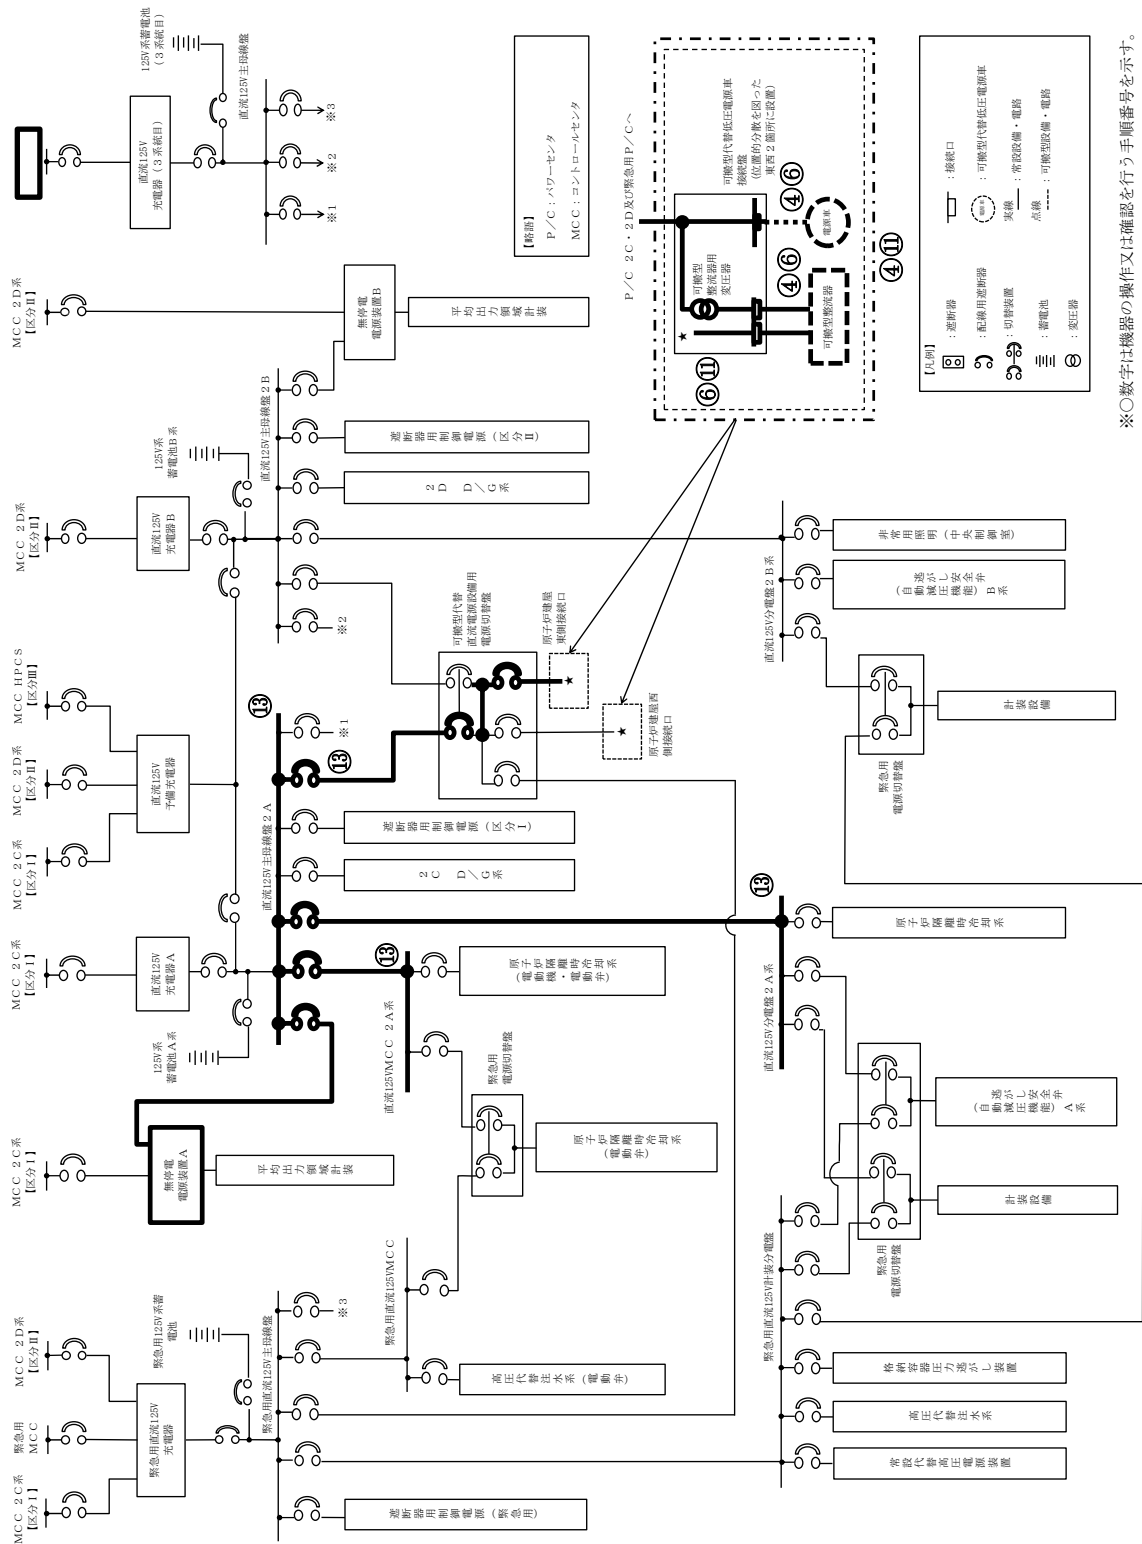 MCC 2C系
【区分Ⅰ】
緊急用
MCC
MCC 2D系
【区分Ⅱ】
MCC 2C系
【区分Ⅰ】
MCC 2C系
【区分Ⅰ】
MCC 2C系
【区分Ⅰ】
MCC 2D系
【区分Ⅱ】
MCC HPCS
【区分Ⅲ】
MCC 2D系
【区分Ⅱ】
MCC 2D系
【区分Ⅱ】
緊急用直流125V
充電器
緊急用125V系蓄
電池
無停電
電源装置A
平均出力領域計装
125V系
蓄電池A系
直流125V
充電器A
直流125V
予備充電器
直流125V
充電器B
125V系
蓄電池B系
無停電
電源装置B
平均出力領域計装
直流125V
充電器(3系統目)
125V系蓄電池
(3系統目)
直流125V主母線盤
※1
※2
※3
緊急用直流125V主母線盤
※3
直流125V主母線盤2A
⑬
※1
⑬
直流125V主母線盤2B
※2
遮断器用制御電源(緊急用)
遮断器用制御電源(区分Ⅰ)
2C D/G系
2D D/G系
遮断器用制御電源(区分Ⅱ)
緊急用直流125VMCC
高圧代替注水系(電動弁)
直流125VMCC 2A系
⑬
原子炉隔離時冷却系
(電動機・電動弁)
緊急用
電源切替盤
原子炉隔離時冷却系
(電動弁)
可搬型代替
直流電源設備用
電源切替盤
原子炉建屋
東側接続口
★
原子炉建屋西
側接続口
★
緊急用直流125V計装分電盤
常設代替高圧電源装置
高圧代替注水系
格納容器圧力逃がし装置
直流125V分電盤2A系
⑬
原子炉隔離時冷却系
緊急用
電源切替盤
計装設備
逃がし安全弁
(自動減圧機能)A系
直流125V分電盤2B系
逃がし安全弁
(自動減圧機能)B系
非常用照明(中央制御室)
緊急用
電源切替盤
計装設備
【略語】
P/C:パワーセンタ
MCC:コントロールセンタ
P/C 2C・2D及び緊急用P/Cへ
可搬型代替低圧電源車
接続盤
(位置的分散を図った
東西2箇所に設置)
可搬型
整流器用
変圧器
★
⑥⑪
④⑥
④⑥
可搬型整流器
電源車
④⑪
【凡例】
:遮断器
:配線用遮断器
:切替装置
:蓄電池
:変圧器
:接続口
電源車
:可搬型代替低圧電源車
実線
:常設設備・電路
点線
:可搬型設備・電路
※○数字は機器の操作又は確認を行う手順番号を示す。